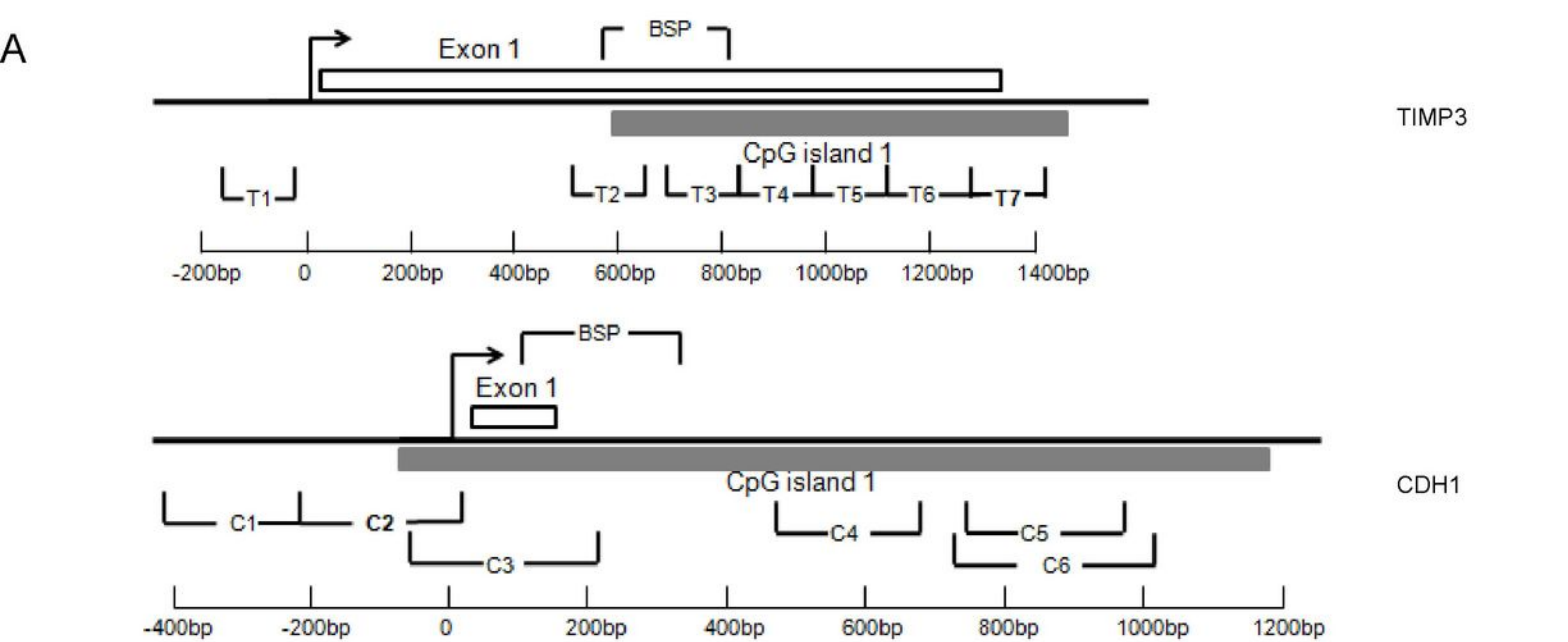 A
BSP
Exon 1
TIMP3
CpG island 1
T1 T2 T3 T4 T5 T6 T7
-200bp 0 200bp 400bp 600bp 800bp 1000bp 1200bp 1400bp
BSP
Exon 1
CpG island 1
CDH1
C1 C2 C4 C5
C3 C6
-400bp -200bp 0 200bp 400bp 600bp 800bp 1000bp 1200bp